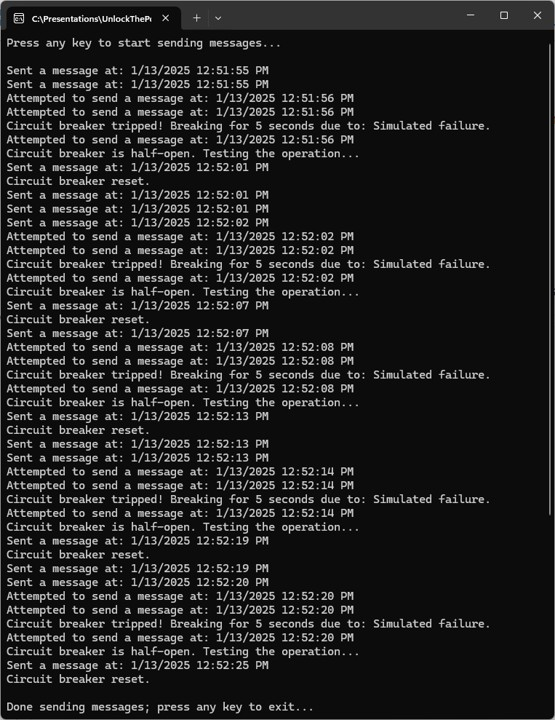 C:\Presentations\UnlockThePo
Press any key to start sending messages...
Sent a message at: 1/13/2025 12:51:55 PM
Sent a message at: 1/13/2025 12:51:55 PM
Attempted to send a message at: 1/13/2025 12:51:56 PM
Attempted to send a message at: 1/13/2025 12:51:56 PM
Circuit breaker tripped! Breaking for 5 seconds due to: Simulated failure.
Attempted to send a message at: 1/13/2025 12:51:56 PM
Circuit breaker is half-open. Testing the operation...
Sent a message at: 1/13/2025 12:52:01 PM
Circuit breaker reset.
Sent a message at: 1/13/2025 12:52:01 PM
Sent a message at: 1/13/2025 12:52:01 PM
Sent a message at: 1/13/2025 12:52:02 PM
Attempted to send a message at: 1/13/2025 12:52:02 PM
Attempted to send a message at: 1/13/2025 12:52:02 PM
Circuit breaker tripped! Breaking for 5 seconds due to: Simulated failure.
Attempted to send a message at: 1/13/2025 12:52:02 PM
Circuit breaker is half-open. Testing the operation...
Sent a message at: 1/13/2025 12:52:07 PM
Circuit breaker reset.
Sent a message at: 1/13/2025 12:52:07 PM
Attempted to send a message at: 1/13/2025 12:52:08 PM
Attempted to send a message at: 1/13/2025 12:52:08 PM
Circuit breaker tripped! Breaking for 5 seconds due to: Simulated failure.
Attempted to send a message at: 1/13/2025 12:52:08 PM
Circuit breaker is half-open. Testing the operation...
Sent a message at: 1/13/2025 12:52:13 PM
Circuit breaker reset.
Sent a message at: 1/13/2025 12:52:13 PM
Sent a message at: 1/13/2025 12:52:13 PM
Attempted to send a message at: 1/13/2025 12:52:14 PM
Attempted to send a message at: 1/13/2025 12:52:14 PM
Circuit breaker tripped! Breaking for 5 seconds due to: Simulated failure.
Attempted to send a message at: 1/13/2025 12:52:14 PM
Circuit breaker is half-open. Testing the operation...
Sent a message at: 1/13/2025 12:52:19 PM
Circuit breaker reset.
Sent a message at: 1/13/2025 12:52:19 PM
Sent a message at: 1/13/2025 12:52:20 PM
Attempted to send a message at: 1/13/2025 12:52:20 PM
Attempted to send a message at: 1/13/2025 12:52:20 PM
Circuit breaker tripped! Breaking for 5 seconds due to: Simulated failure.
Attempted to send a message at: 1/13/2025 12:52:20 PM
Circuit breaker is half-open. Testing the operation...
Sent a message at: 1/13/2025 12:52:25 PM
Circuit breaker reset.
Done sending messages; press any key to exit...